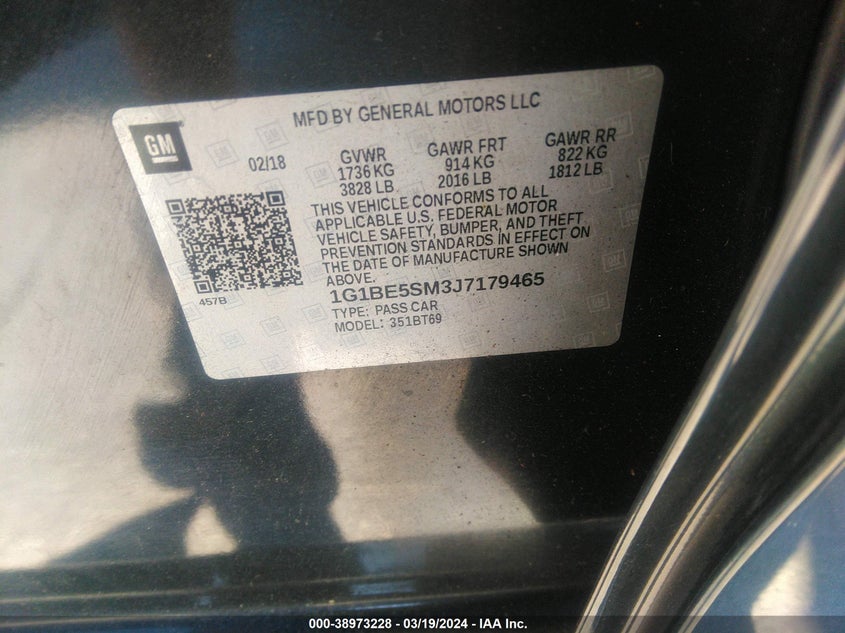 MFD BY GENERAL MOTORS LLC
GM
02/18
GVWR
1736 KG
3828 LB
GAWR FRT
914 KG
2016 LB
GAWR RR
822 KG
1812 LB
THIS VEHICLE CONFORMS TO ALL
APPLICABLE U.S. FEDERAL MOTOR
VEHICLE SAFETY, BUMPER, AND THEFT
PREVENTION STANDARDS IN EFFECT ON
THE DATE OF MANUFACTURE SHOWN
ABOVE.
457B
1G1BE5SM3J7179465
TYPE: PASS CAR
MODEL: 351BT69
000-38973228 - 03/19/2024 - IAA Inc.